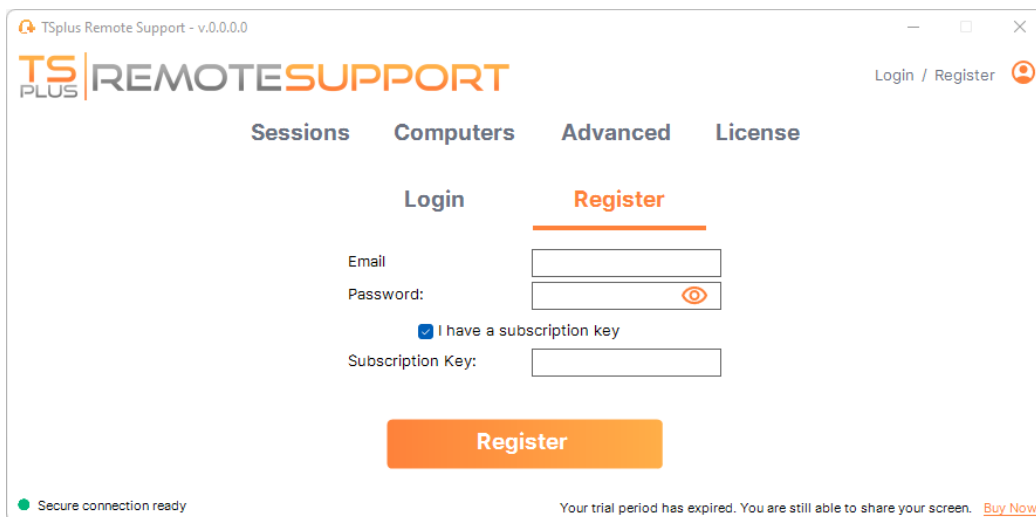 TSplus Remote Support - v.0.0.0.0
TS PLUS REMOTESUPPORT
Login / Register
Sessions Computers Advanced License
Login Register
Email
Password:
I have a subscription key
Subscription Key:
Register
Secure connection ready
Your trial period has expired. You are still able to share your screen. Buy Now